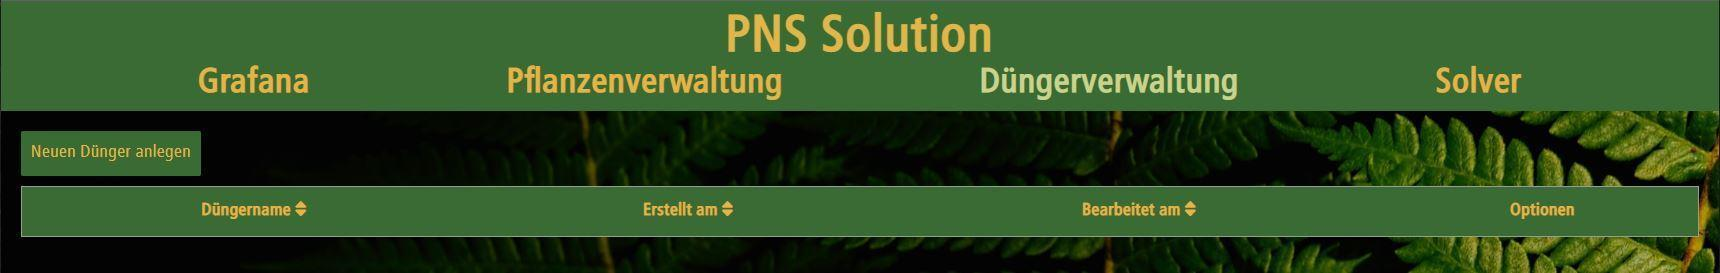 PNS Solution
Grafana Pflanzenverwaltung Düngerverwaltung Solver
Neuen Dünger anlegen
Düngername Erstellt am Bearbeitet am Optionen